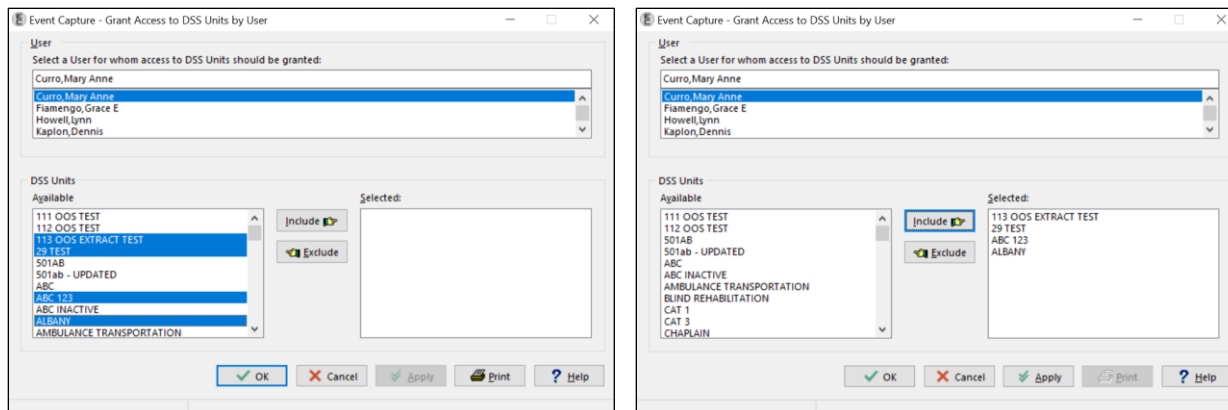 Event Capture - Grant Access to DSS Units by User
User
Select a User for whom access to DSS Units should be granted:
Curro,Mary Anne
Curro,Mary Anne
Fiamengo,Grace E
Howell,Lynn
Kaplon,Dennis
DSS Units
Available
Selected:
111 OOS TEST
112 OOS TEST
113 OOS EXTRACT TEST
29 TEST
501AB
501ab - UPDATED
ABC
ABC 123
ABC INACTIVE
ALBANY
AMBULANCE TRANSPORTATION
Include
Exclude
OK
Cancel
Apply
Print
Help
Event Capture - Grant Access to DSS Units by User
User
Select a User for whom access to DSS Units should be granted:
Curro,Mary Anne
Curro,Mary Anne
Fiamengo,Grace E
Howell,Lynn
Kaplon,Dennis
DSS Units
Available
Selected:
111 OOS TEST
112 OOS TEST
501AB
501ab - UPDATED
ABC
ABC INACTIVE
AMBULANCE TRANSPORTATION
BLIND REHABILITATION
CAT 1
CAT 3
CHAPLAIN
Include
Exclude
113 OOS EXTRACT TEST
29 TEST
ABC 123
ALBANY
OK
Cancel
Apply
Print
Help